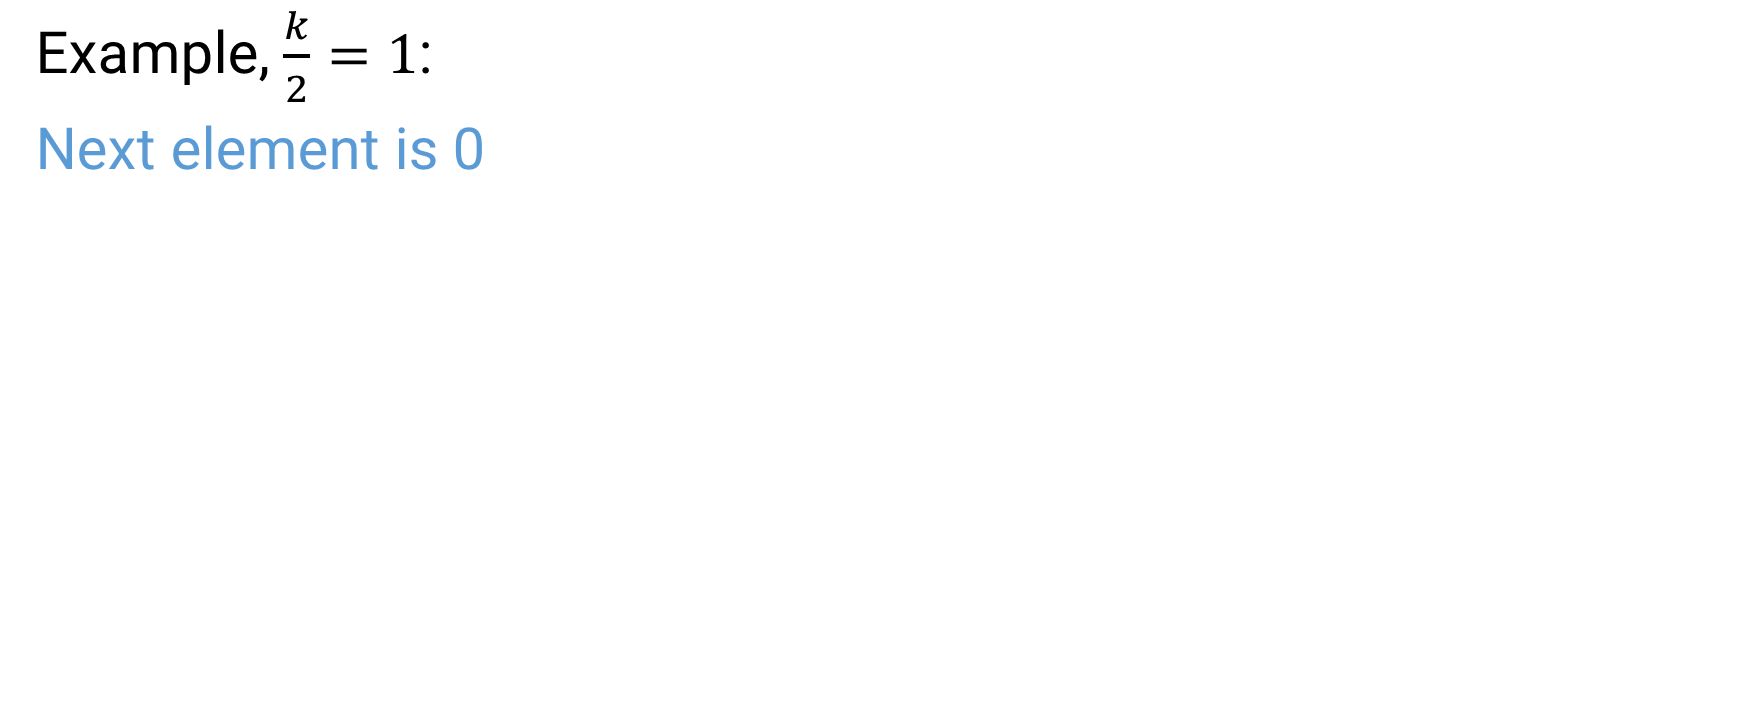 Example, k/2 = 1:
Next element is 0